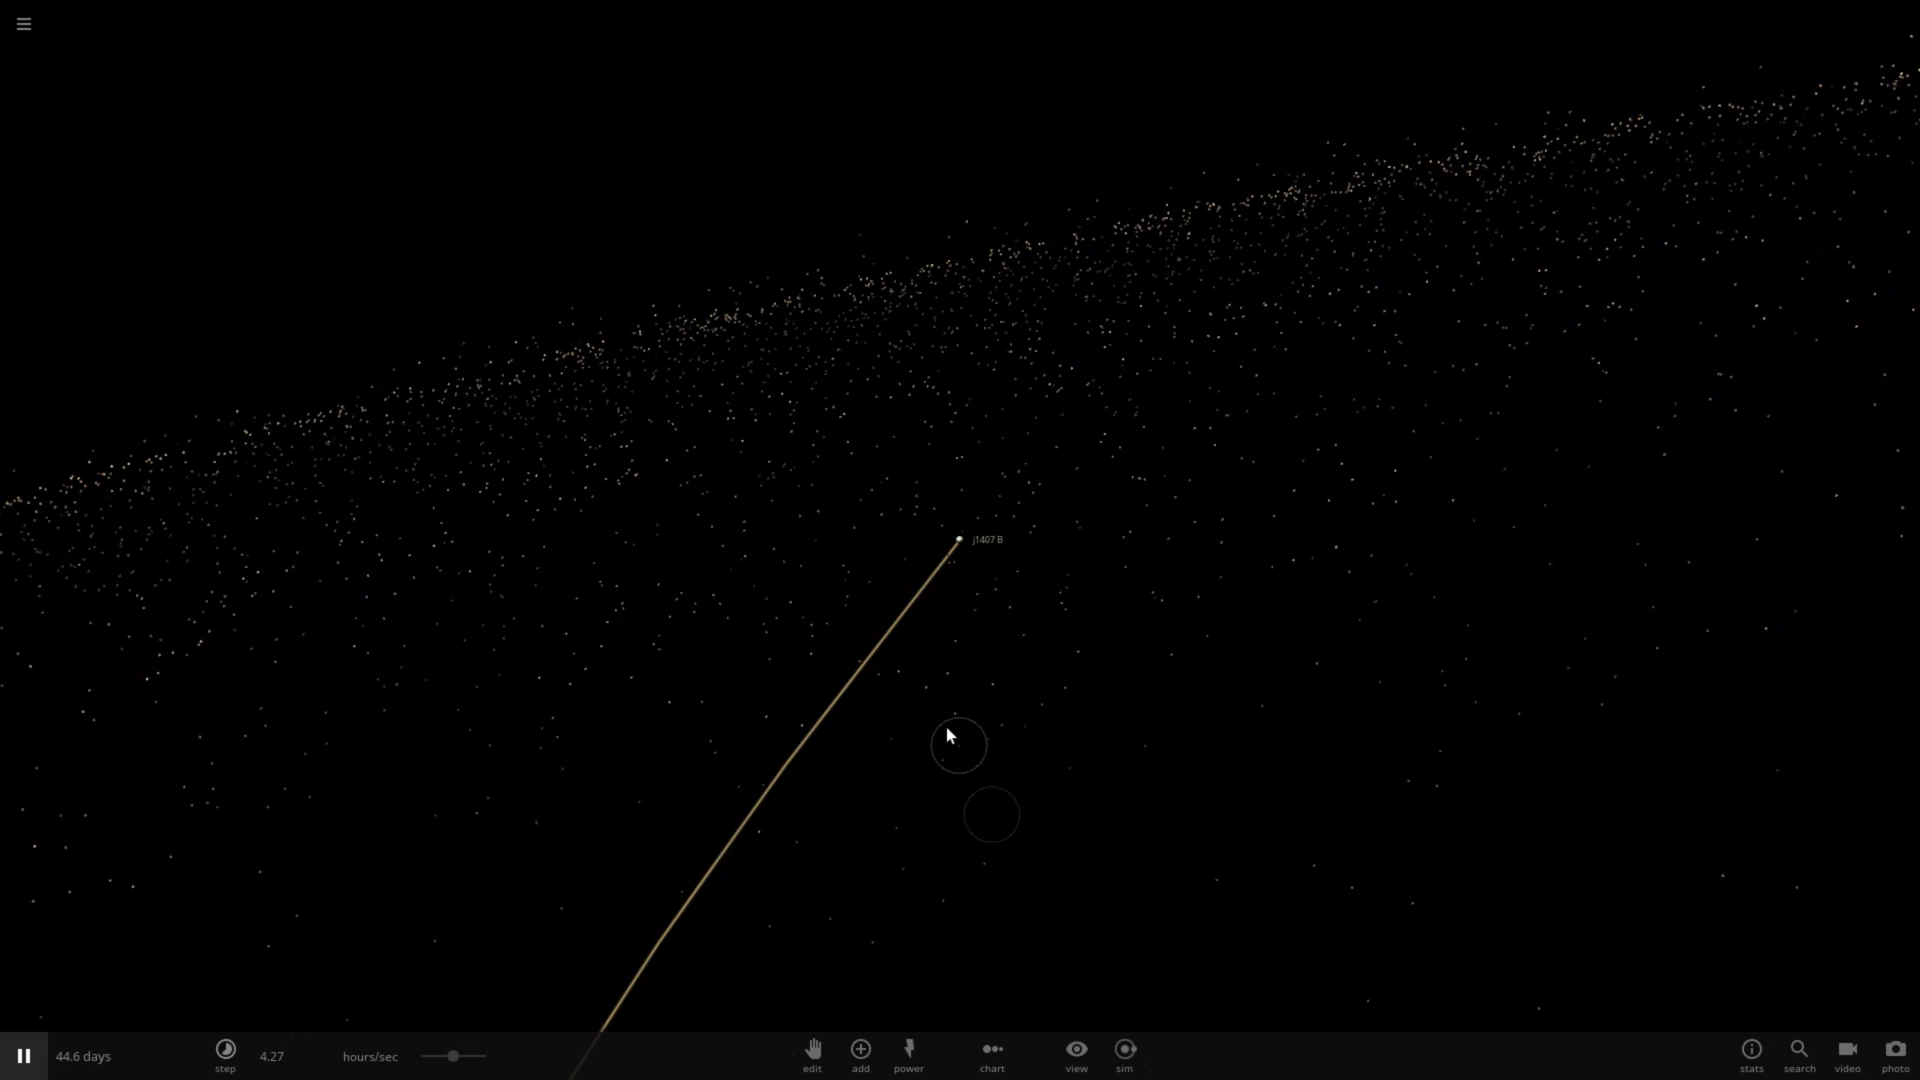 j1407 B
44.6 days
step
4.27
hours/sec
edit
add
power
chart
view
sim
stats
search
video
photo